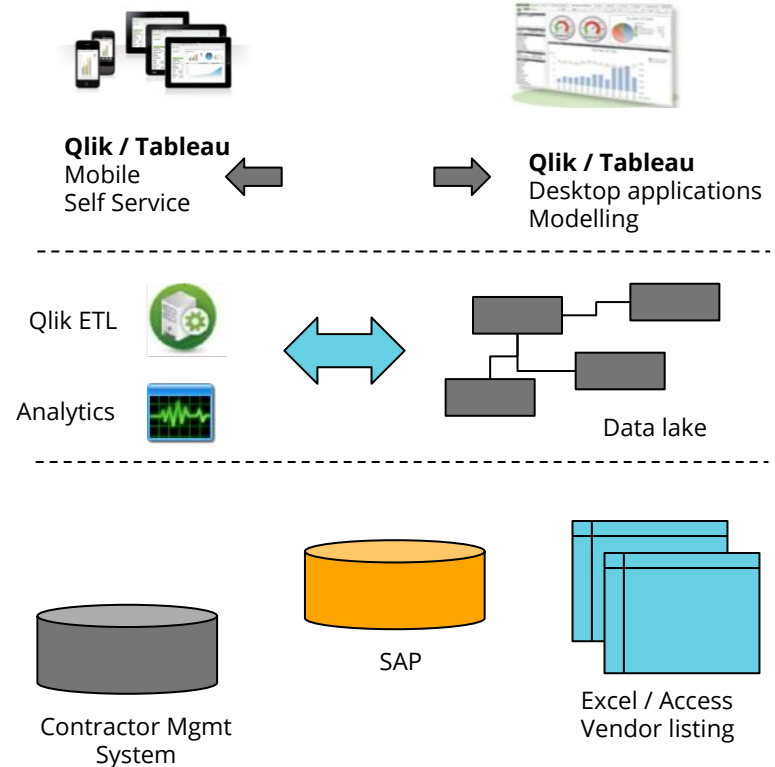 Qlik / Tableau
Mobile
Self Service
Qlik / Tableau
Desktop applications
Modelling
Qlik ETL
Analytics
Data lake
SAP
Contractor Mgmt
System
Excel / Access
Vendor listing